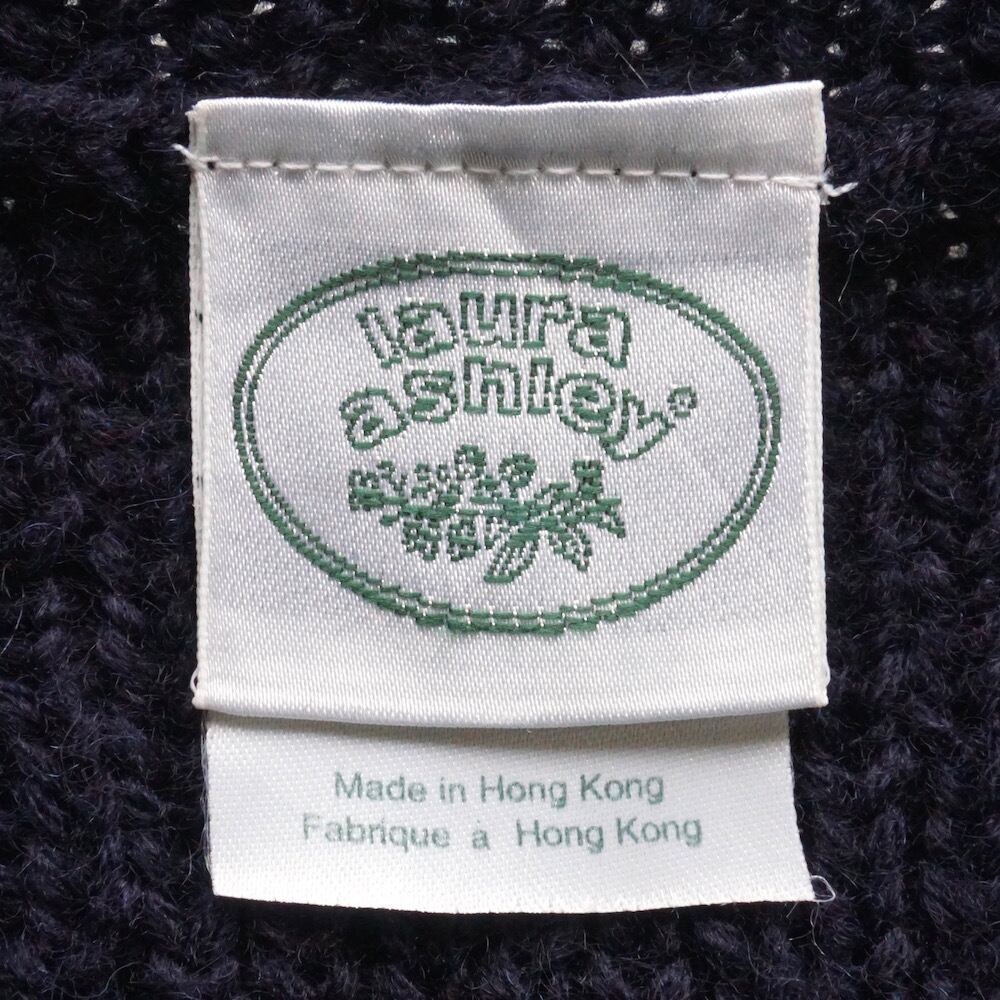 laura
ashley®
Made in Hong Kong
Fabrique à Hong Kong